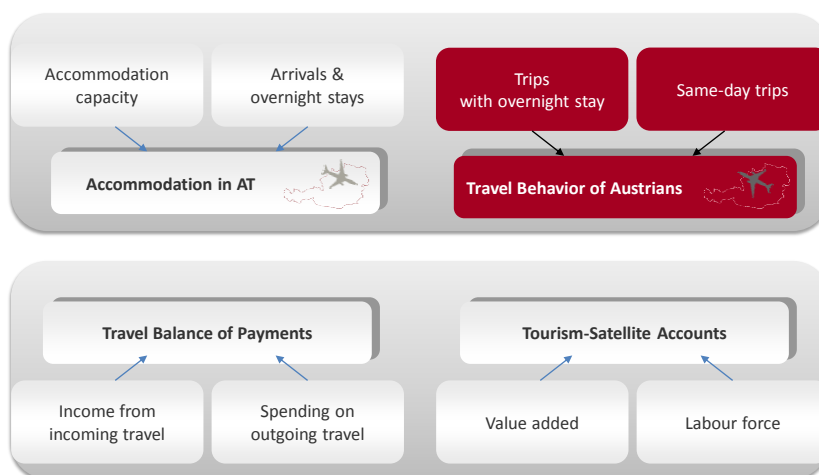 Accommodation
capacity
Arrivals &
overnight stays
Trips
with overnight stay
Same-day trips
Accommodation in AT
Travel Behavior of Austrians
Travel Balance of Payments
Tourism-Satellite Accounts
Income from
incoming travel
Spending on
outgoing travel
Value added
Labour force